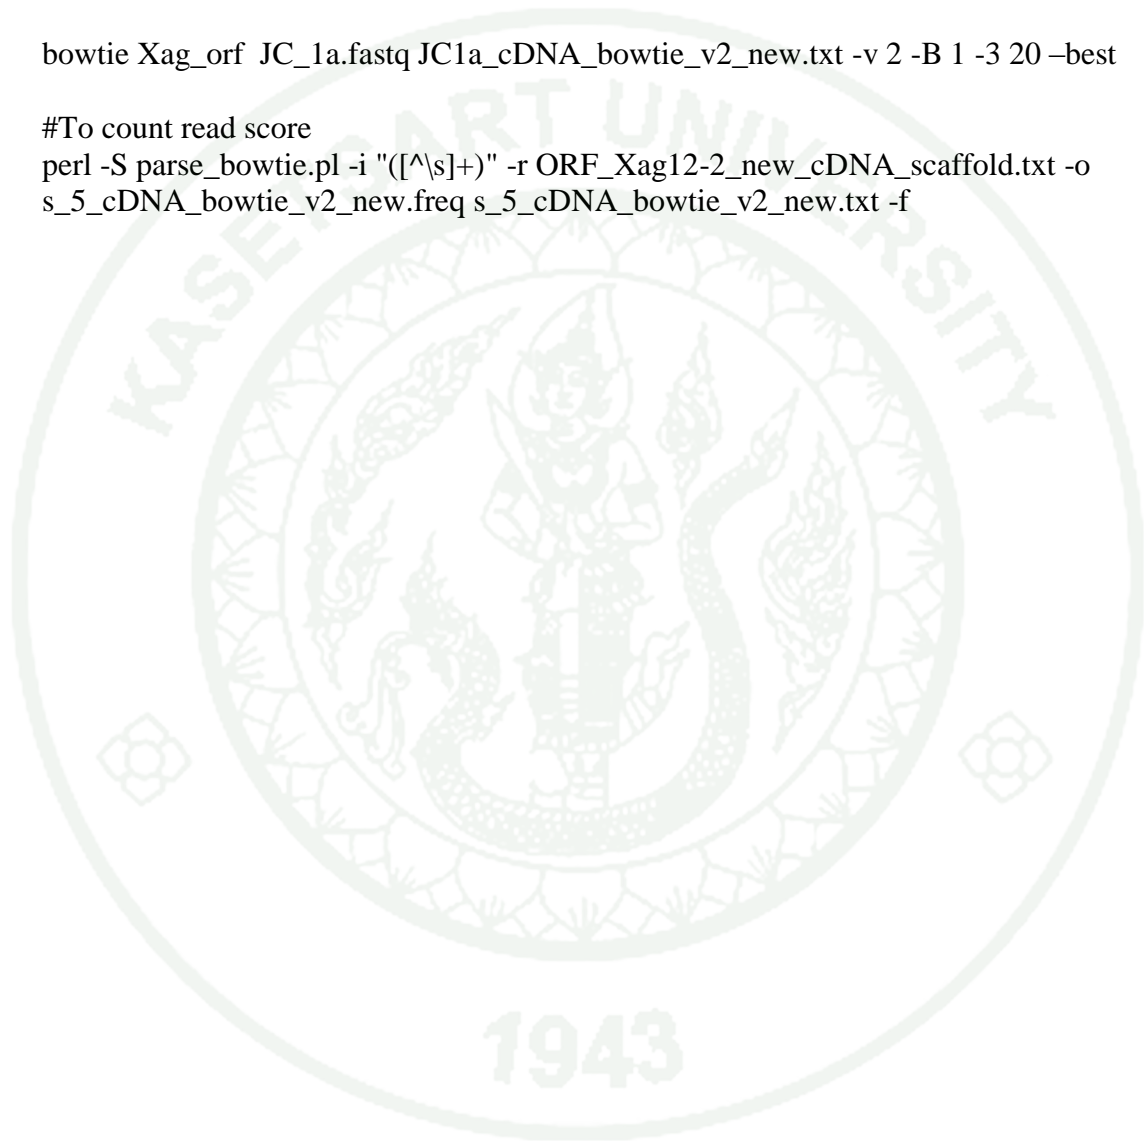 bowtie Xag_orf  JC_1a.fastq JC1a_cDNA_bowtie_v2_new.txt -v 2 -B 1 -3 20 –best
#To count read score
perl -S parse_bowtie.pl -i "([^\s]+)" -r ORF_Xag12-2_new_cDNA_scaffold.txt -o
s_5_cDNA_bowtie_v2_new.freq s_5_cDNA_bowtie_v2_new.txt -f
KASETSART UNIVERSITY
1943